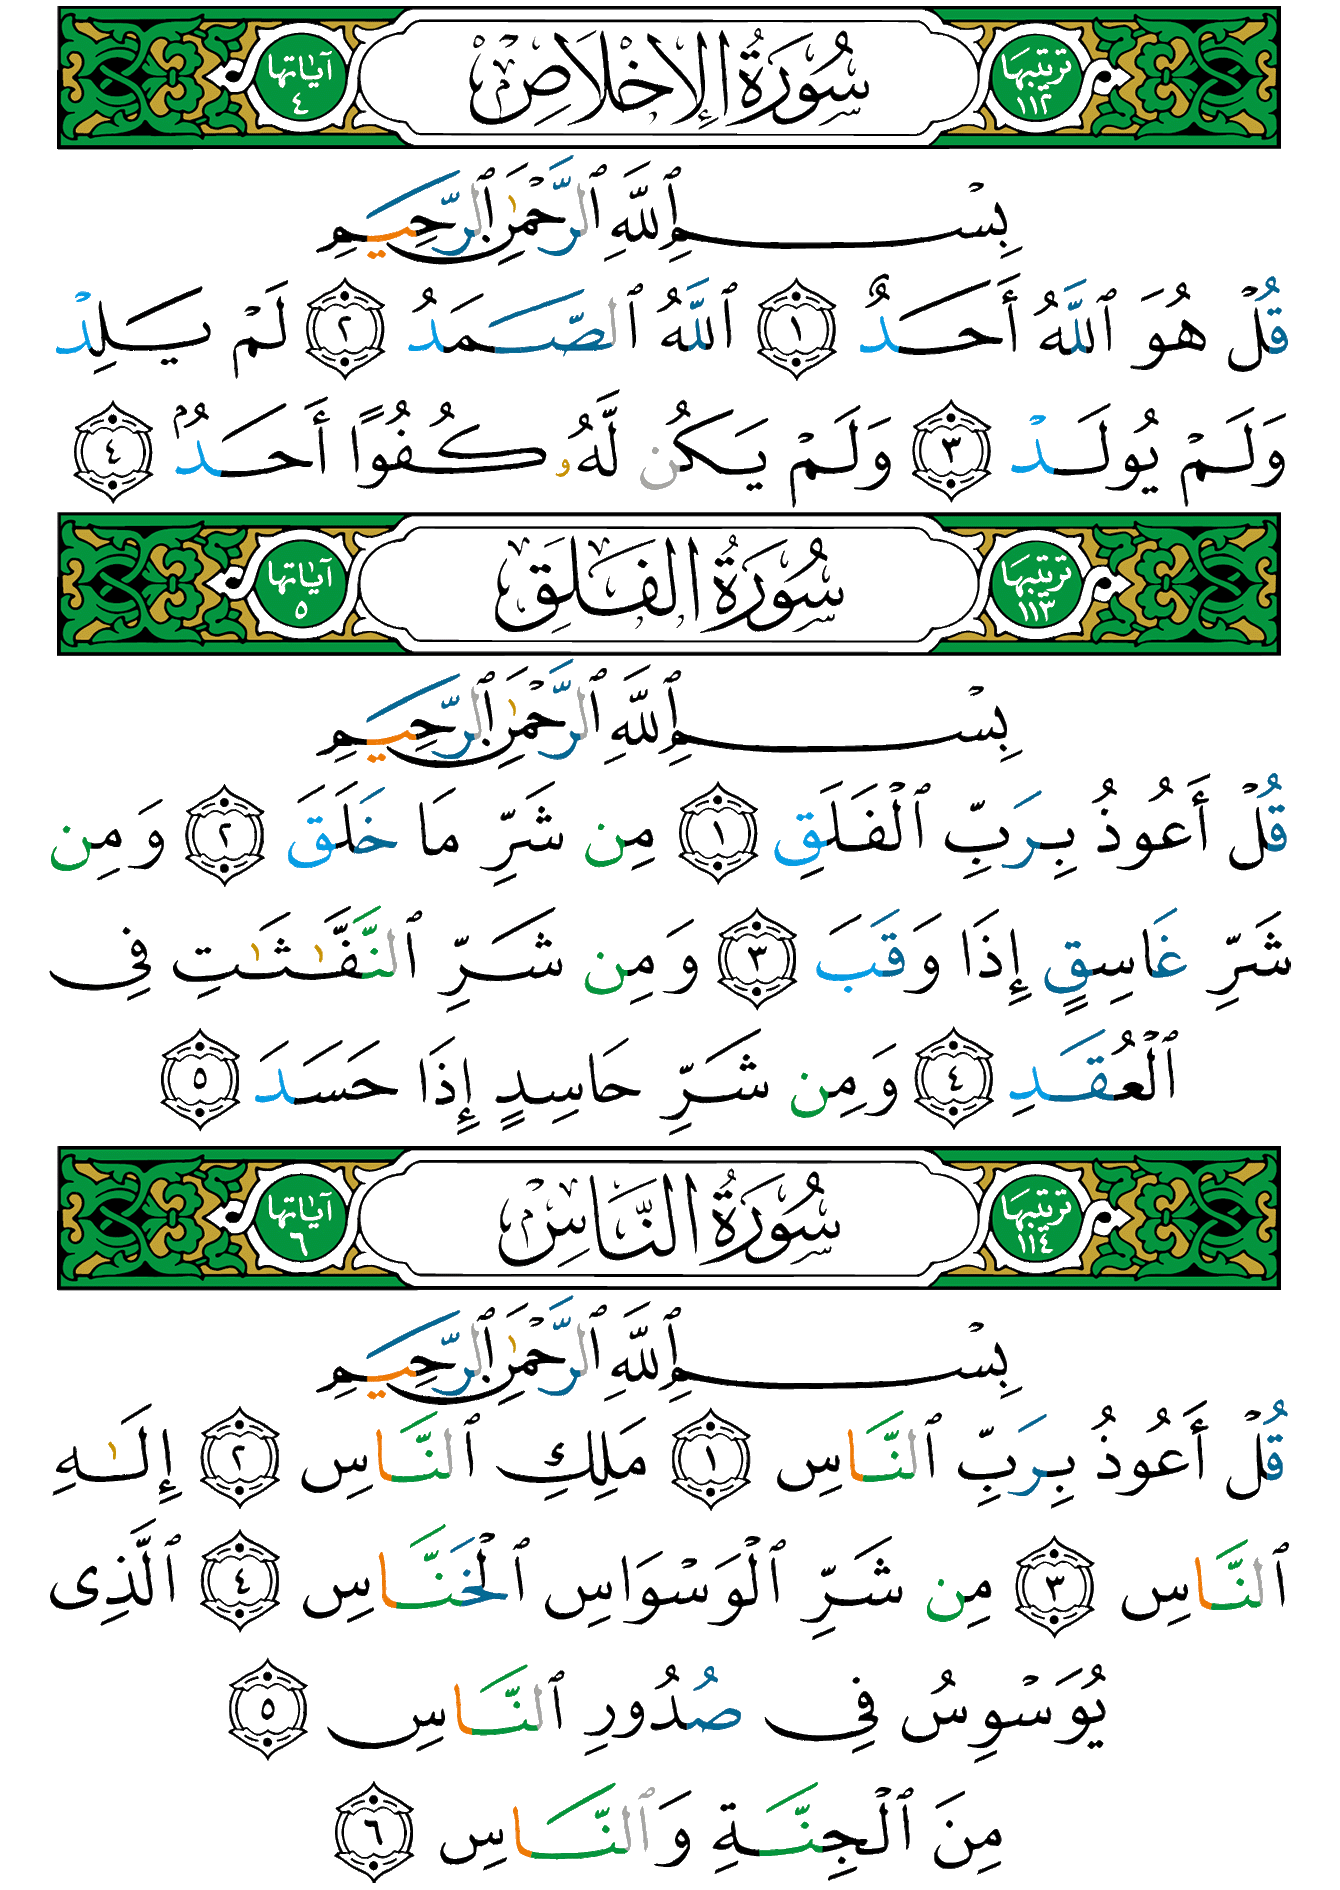 ترتيبها ١١٢ سُورَةُ الإِخْلَاصِ آياتها ٤
بِسْمِ ٱللَّهِ ٱلرَّحْمَٰنِ ٱلرَّحِيمِ
قُلْ هُوَ ٱللَّهُ أَحَدٌ ١ ٱللَّهُ ٱلصَّمَدُ ٢ لَمْ يَلِدْ
وَلَمْ يُولَدْ ٣ وَلَمْ يَكُن لَّهُۥ كُفُوًا أَحَدٌۢ ٤
ترتيبها ١١٣ سُورَةُ الفَلَقِ آياتها ٥
بِسْمِ ٱللَّهِ ٱلرَّحْمَٰنِ ٱلرَّحِيمِ
قُلْ أَعُوذُ بِرَبِّ ٱلْفَلَقِ ١ مِن شَرِّ مَا خَلَقَ ٢ وَمِن
شَرِّ غَاسِقٍ إِذَا وَقَبَ ٣ وَمِن شَرِّ ٱلنَّفَّٰثَٰتِ فِى
ٱلْعُقَدِ ٤ وَمِن شَرِّ حَاسِدٍ إِذَا حَسَدَ ٥
ترتيبها ١١٤ سُورَةُ النَّاسِ آياتها ٦
بِسْمِ ٱللَّهِ ٱلرَّحْمَٰنِ ٱلرَّحِيمِ
قُلْ أَعُوذُ بِرَبِّ ٱلنَّاسِ ١ مَلِكِ ٱلنَّاسِ ٢ إِلَٰهِ
ٱلنَّاسِ ٣ مِن شَرِّ ٱلْوَسْوَاسِ ٱلْخَنَّاسِ ٤ ٱلَّذِى
يُوَسْوِسُ فِى صُدُورِ ٱلنَّاسِ ٥
مِنَ ٱلْجِنَّةِ وَٱلنَّاسِ ٦